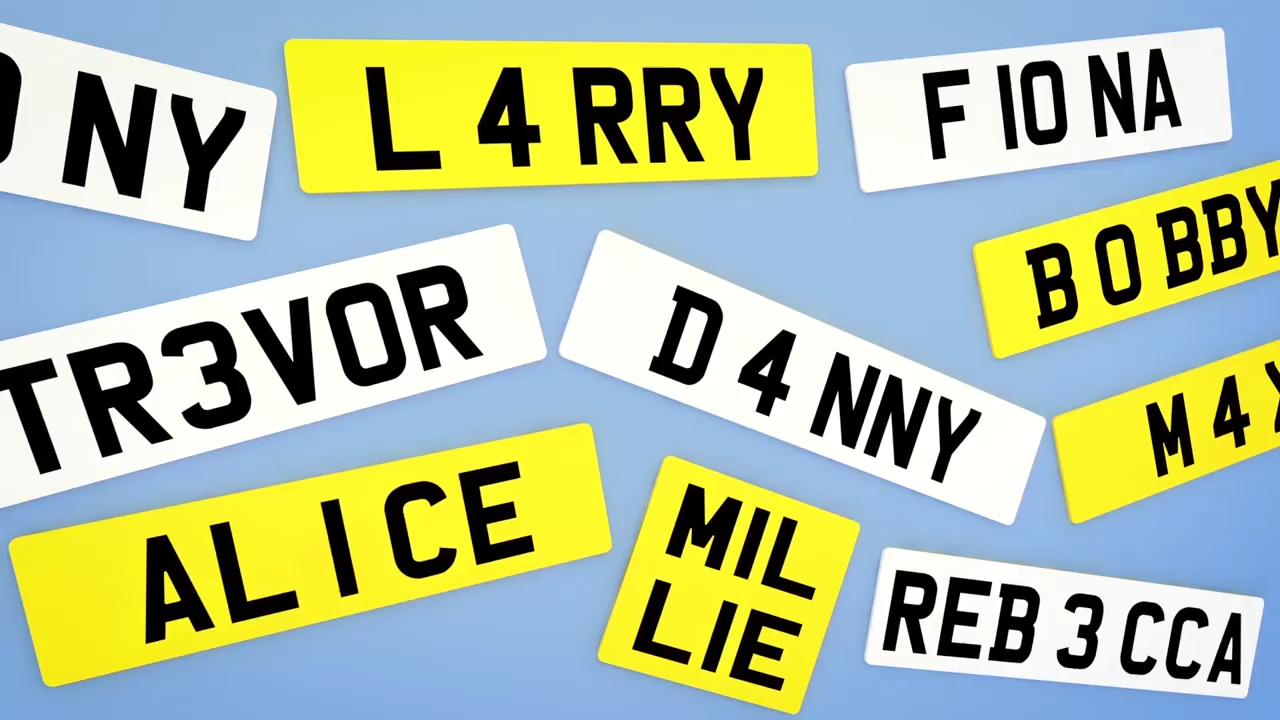 NY
L 4 RRY
F IO NA
B O BBY
TR3VOR
D 4 NNY
M 4
AL I CE
MIL
LIE
REB 3 CCA